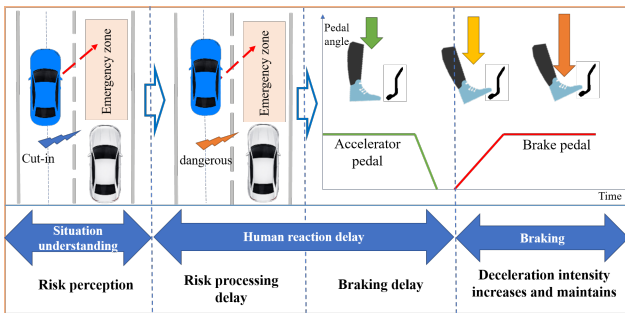 Emergency zone
Cut-in
Emergency zone
dangerous
Pedal
angle
Accelerator
pedal
Brake pedal
Time
Situation
understanding
Human reaction delay
Braking
Risk perception
Risk processing
delay
Braking delay
Deceleration intensity
increases and maintains